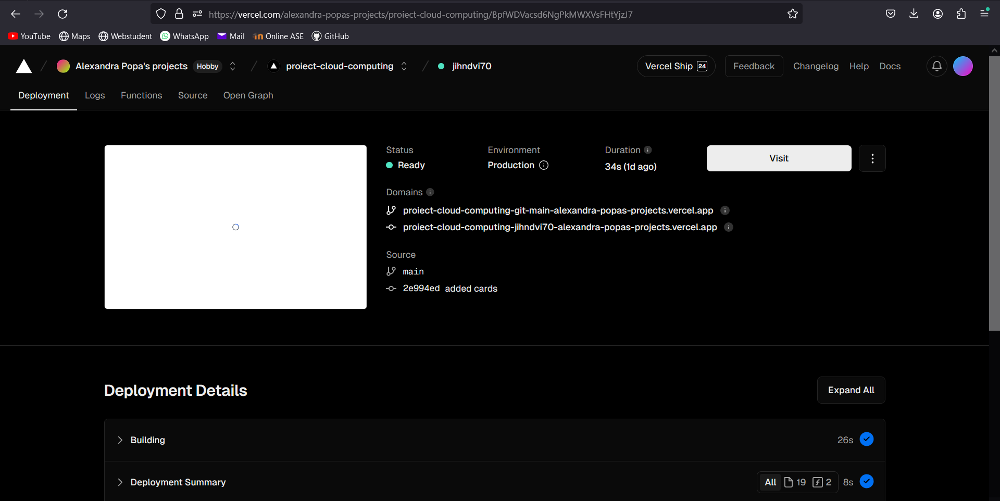 https://vercel.com/alexandra-popas-projects/proiect-cloud-computing/BpfWDVacsd6NgPkMWXVsFHtYjzJ7
YouTube Maps Webstudent WhatsApp Mail Online ASE GitHub
Alexandra Popa's projects Hobby proiect-cloud-computing jihndvi70 Vercel Ship 24 Feedback Changelog Help Docs
Deployment Logs Functions Source Open Graph
Status Environment Duration
Ready Production 34s (1d ago) Visit
Domains
proiect-cloud-computing-git-main-alexandra-popas-projects.vercel.app
proiect-cloud-computing-jihndvi70-alexandra-popas-projects.vercel.app
Source
main
2e994ed added cards
Deployment Details Expand All
Building 26s
Deployment Summary All 19 2 8s